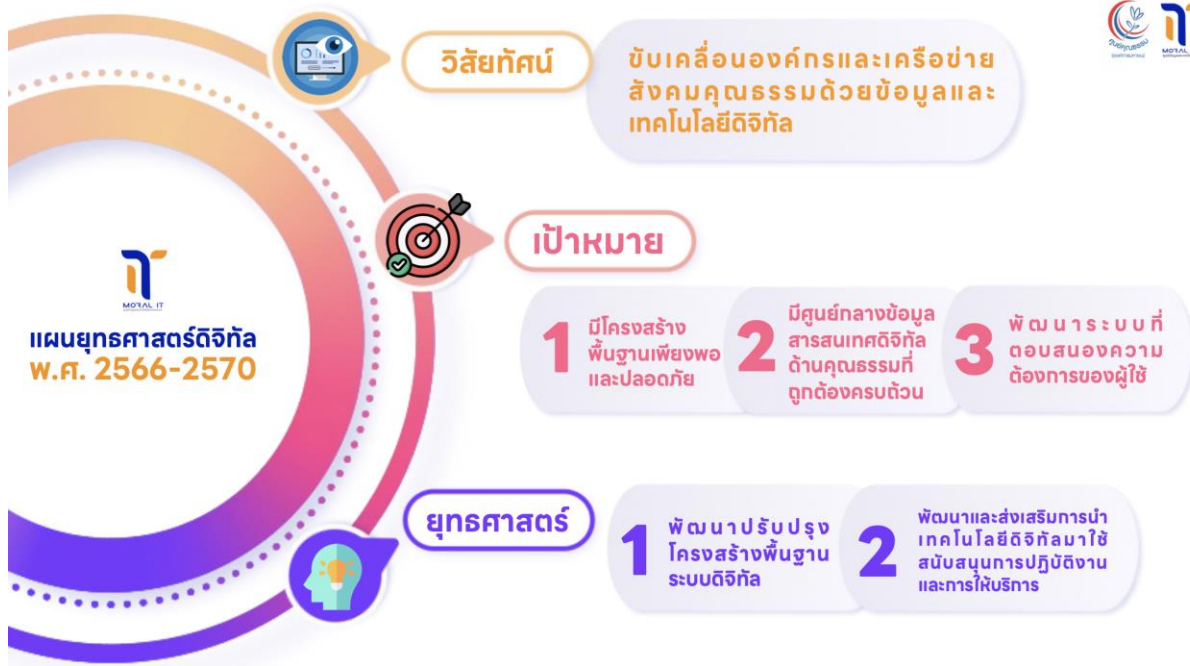 วิสัยทัศน์
ขับเคลื่อนองค์กรและเครือข่าย
สังคมคุณธรรมด้วยข้อมูลและ
เทคโนโลยีดิจิทัล
ศูนย์คุณธรรม
MORAL
เป้าหมาย
1
มีโครงสร้าง
พื้นฐานเพียงพอ
และปลอดภัย
2
มีศูนย์กลางข้อมูล
สารสนเทศดิจิทัล
ด้านคุณธรรมที่
ถูกต้องครบถ้วน
3
พัฒนาระบบที่
ตอบสนองความ
ต้องการของผู้ใช้
MORAL IT
แผนยุทธศาสตร์ดิจิทัล
พ.ศ. 2566-2570
ยุทธศาสตร์
1
พัฒนาปรับปรุง
โครงสร้างพื้นฐาน
ระบบดิจิทัล
2
พัฒนาและส่งเสริมการนำ
เทคโนโลยีดิจิทัลมาใช้
สนับสนุนการปฏิบัติงาน
และการให้บริการ